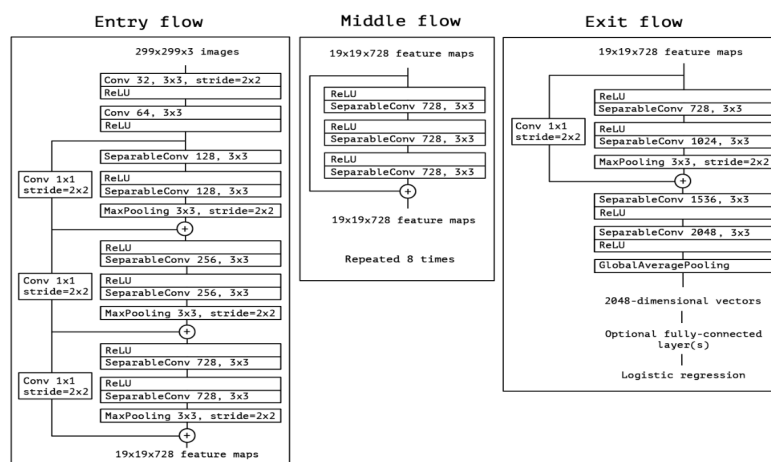 Entry flow
299x299x3 images
Conv 32, 3x3, stride=2x2
ReLU
Conv 64, 3x3
ReLU
SeparableConv 128, 3x3
Conv 1x1
stride=2x2
ReLU
SeparableConv 128, 3x3
MaxPooling 3x3, stride=2x2
+
ReLU
SeparableConv 256, 3x3
Conv 1x1
stride=2x2
ReLU
SeparableConv 256, 3x3
MaxPooling 3x3, stride=2x2
+
ReLU
SeparableConv 728, 3x3
Conv 1x1
stride=2x2
ReLU
SeparableConv 728, 3x3
MaxPooling 3x3, stride=2x2
+
19x19x728 feature maps
Middle flow
19x19x728 feature maps
ReLU
SeparableConv 728, 3x3
ReLU
SeparableConv 728, 3x3
ReLU
SeparableConv 728, 3x3
+
19x19x728 feature maps
Repeated 8 times
Exit flow
19x19x728 feature maps
ReLU
SeparableConv 728, 3x3
Conv 1x1
stride=2x2
ReLU
SeparableConv 1024, 3x3
MaxPooling 3x3, stride=2x2
+
SeparableConv 1536, 3x3
ReLU
SeparableConv 2048, 3x3
ReLU
GlobalAveragePooling
2048-dimensional vectors
Optional fully-connected
layer(s)
Logistic regression